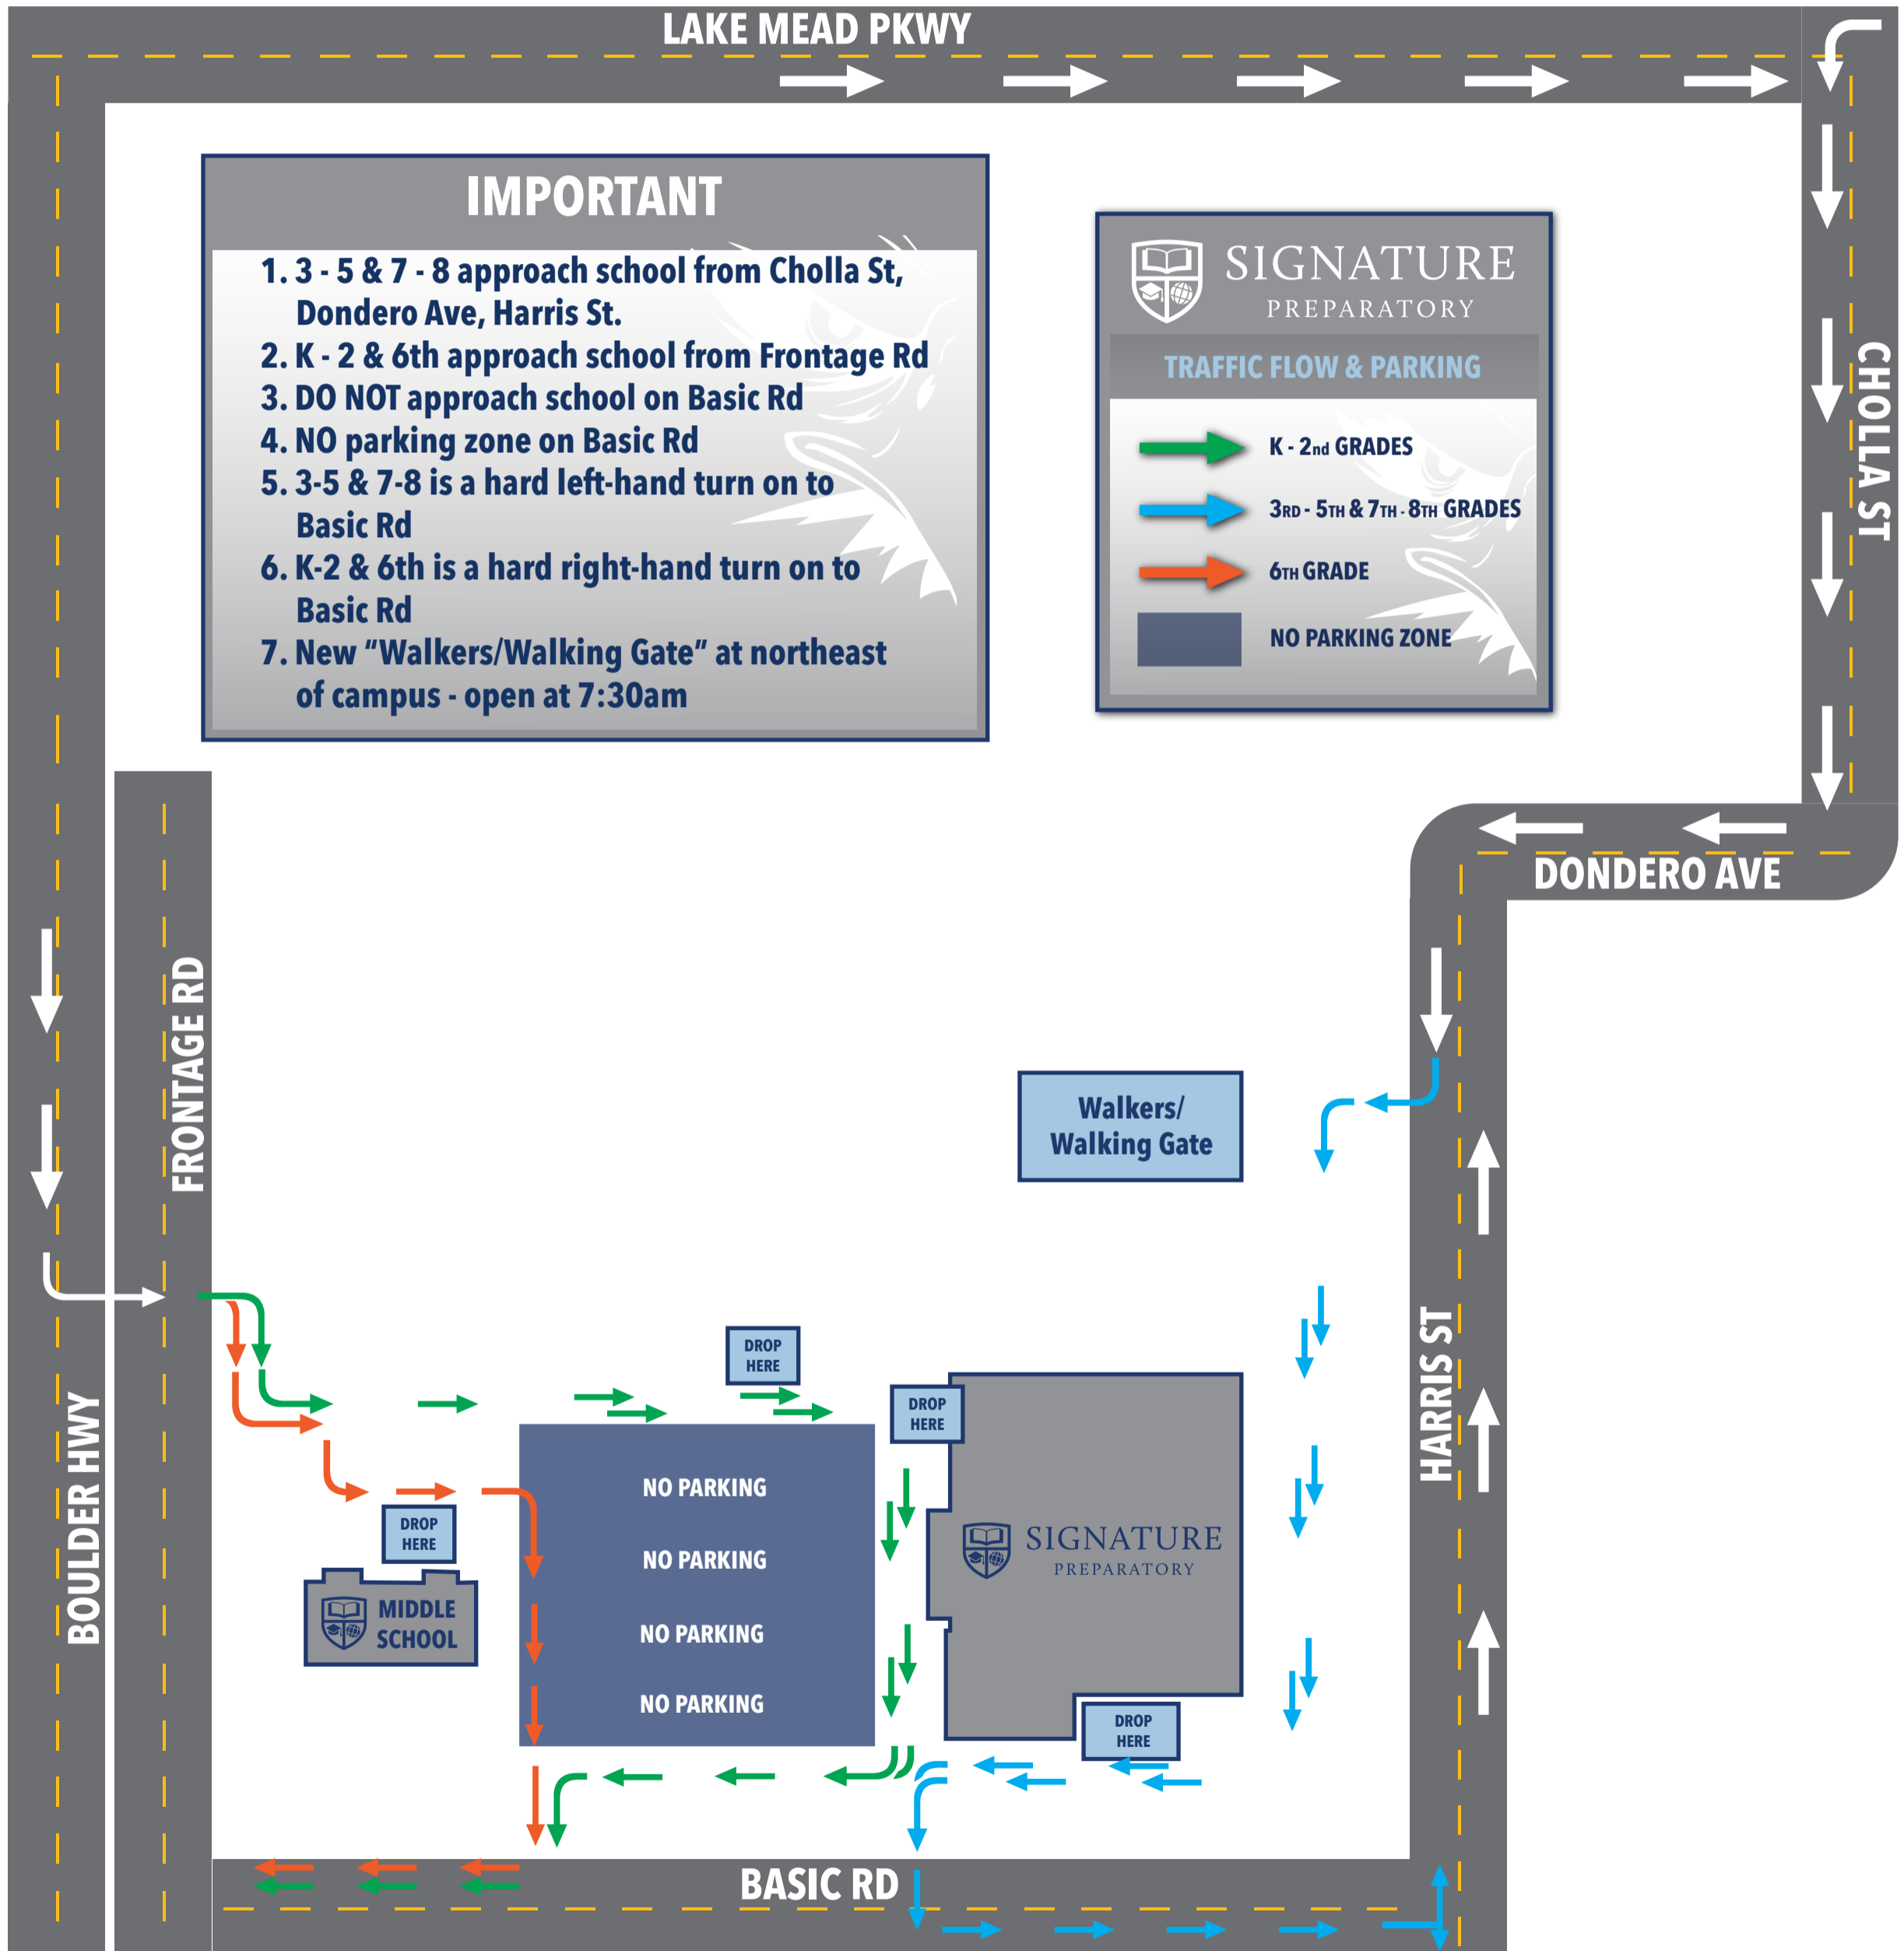 LAKE MEAD PKWY
IMPORTANT
1. 3 - 5 & 7 - 8 approach school from Cholla St,
Dondero Ave, Harris St.
2. K - 2 & 6th approach school from Frontage Rd
3. DO NOT approach school on Basic Rd
4. NO parking zone on Basic Rd
5. 3-5 & 7-8 is a hard left-hand turn on to
Basic Rd
6. K-2 & 6th is a hard right-hand turn on to
Basic Rd
7. New “Walkers/Walking Gate” at northeast
of campus - open at 7:30am
SIGNATURE
PREPARATORY
TRAFFIC FLOW & PARKING
K - 2nd GRADES
3RD - 5TH & 7TH - 8TH GRADES
6TH GRADE
NO PARKING ZONE
CHOLLA ST
DONDERO AVE
FRONTAGE RD
Walkers/
Walking Gate
HARRIS ST
BOULDER HWY
DROP
HERE
DROP
HERE
DROP
HERE
NO PARKING
NO PARKING
NO PARKING
NO PARKING
SIGNATURE
PREPARATORY
MIDDLE
SCHOOL
DROP
HERE
BASIC RD